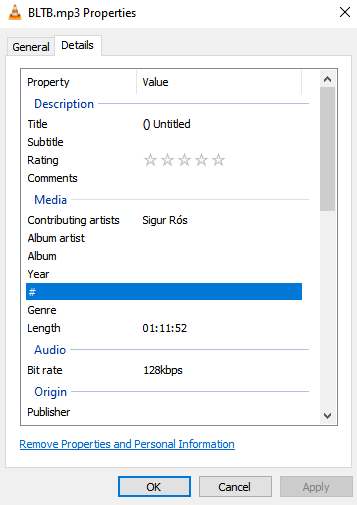 BLTB.mp3 Properties
General Details
Property Value
Description
Title () Untitled
Subtitle
Rating
Comments
Media
Contributing artists Sigur Rós
Album artist
Album
Year
#
Genre
Length 01:11:52
Audio
Bit rate 128kbps
Origin
Publisher
Remove Properties and Personal Information
OK Cancel Apply